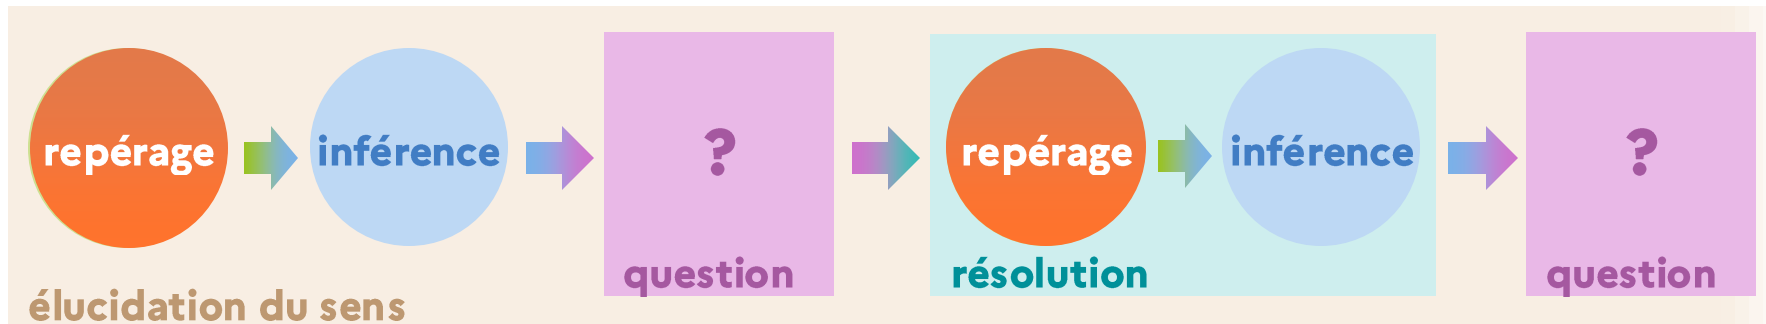 repérage
inférence
?
question
repérage
inférence
résolution
?
question
élucidation du sens